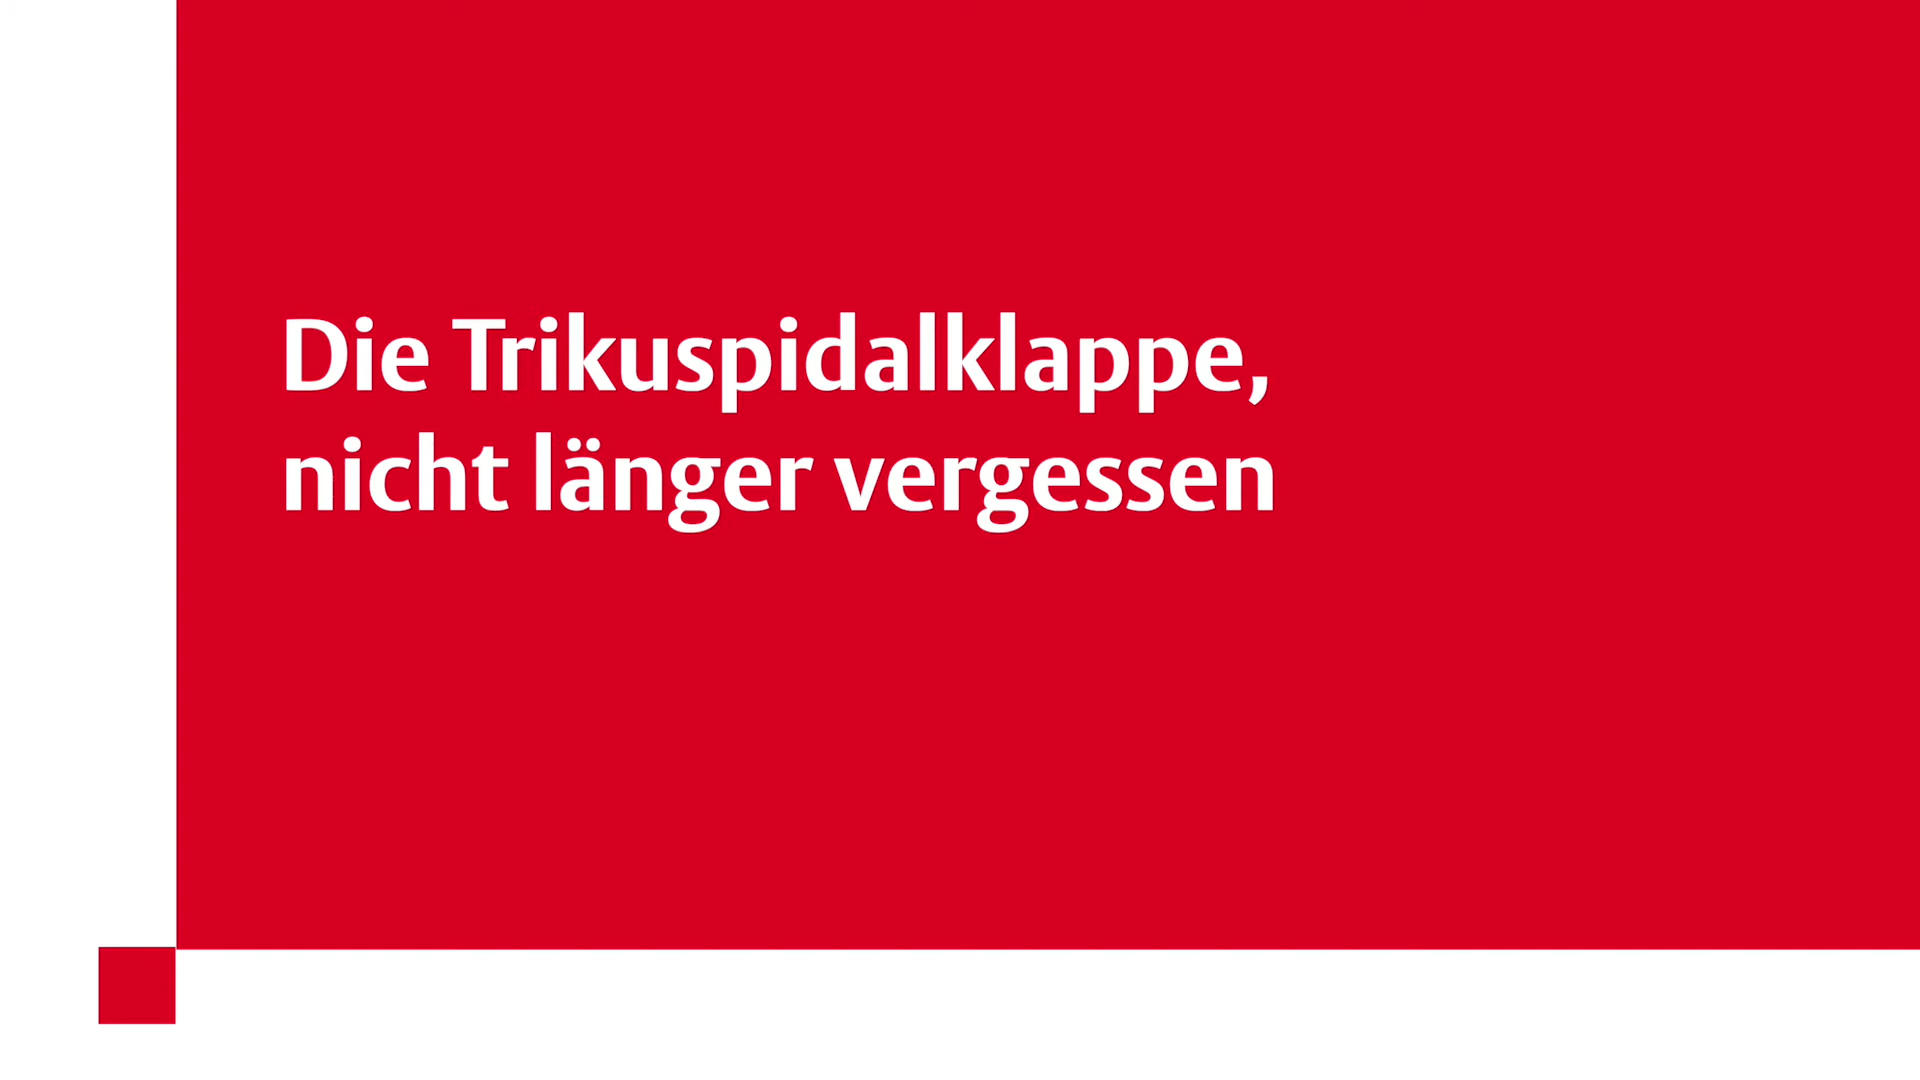 Die Trikuspidalklappe,
nicht länger vergessen